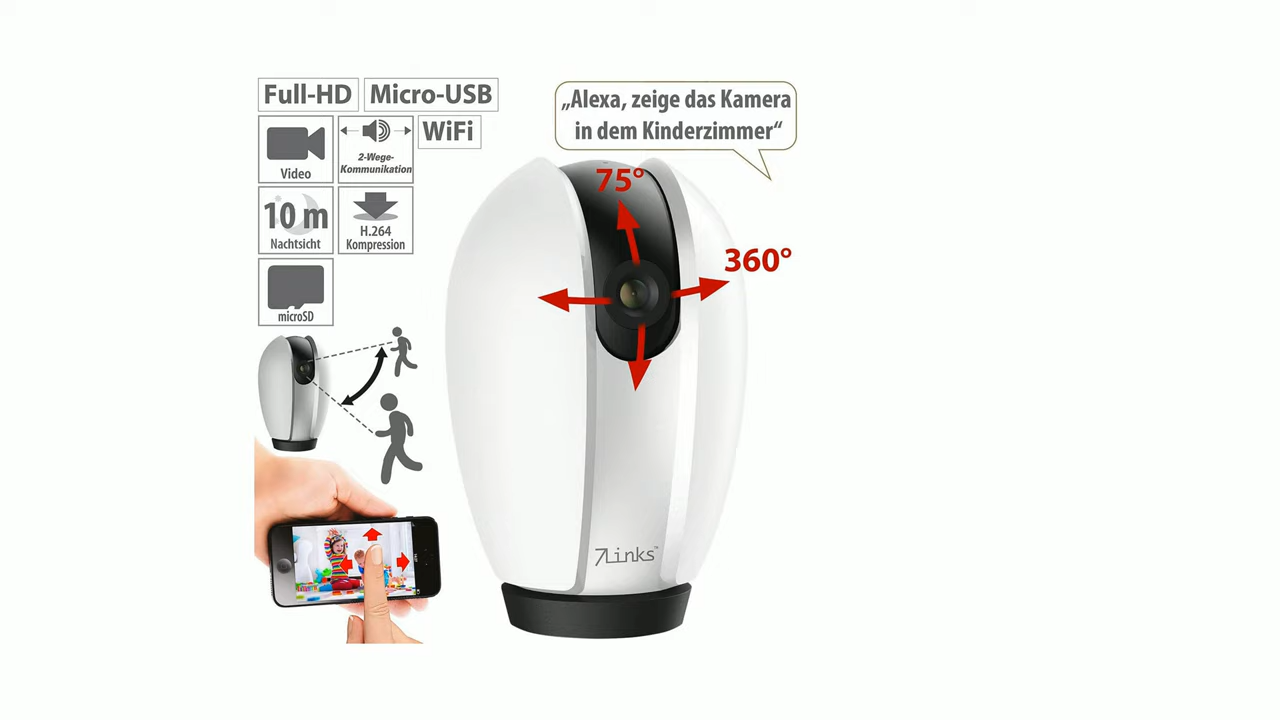 Full-HD
Micro-USB
Video
2-Wege-
Kommunikation
WiFi
10 m
Nachtsicht
H.264
Kompression
microSD
„Alexa, zeige das Kamera
in dem Kinderzimmer“
75°
360°
7links™